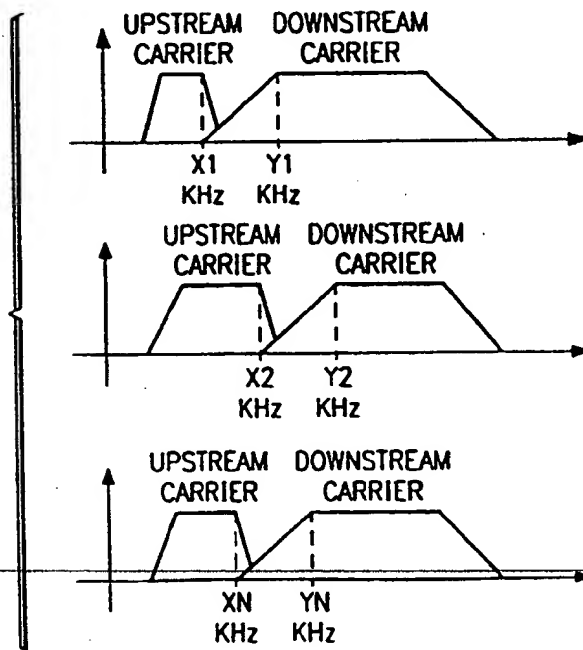 UPSTREAM DOWNSTREAM
CARRIER CARRIER
X1 Y1
KHz KHz
UPSTREAM DOWNSTREAM
CARRIER CARRIER
X2 Y2
KHz KHz
UPSTREAM DOWNSTREAM
CARRIER CARRIER
XN YN
KHz KHz